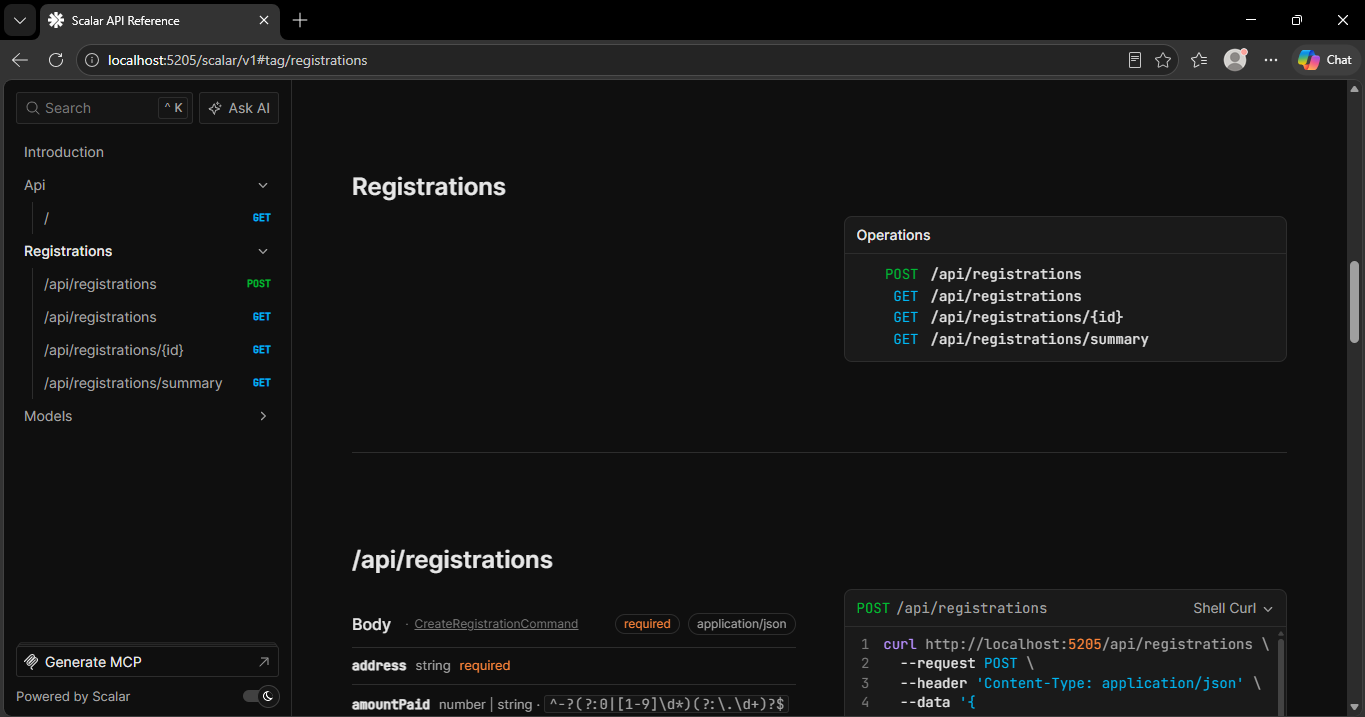 Scalar API Reference
localhost:5205/scalar/v1#tag/registrations
Chat
Search
^ K
Ask AI
Introduction
Api
/ GET
Registrations
/api/registrations POST
/api/registrations GET
/api/registrations/{id} GET
/api/registrations/summary GET
Models
Generate MCP
Powered by Scalar
Registrations
Operations
POST /api/registrations
GET /api/registrations
GET /api/registrations/{id}
GET /api/registrations/summary
/api/registrations
Body · CreateRegistrationCommand required application/json
address string required
amountPaid number | string · ^-?(?:0|[1-9]\d*)(?:\.\d+)?$
POST /api/registrations Shell Curl
1 curl http://localhost:5205/api/registrations \
2 --request POST \
3 --header 'Content-Type: application/json' \
4 --data '{